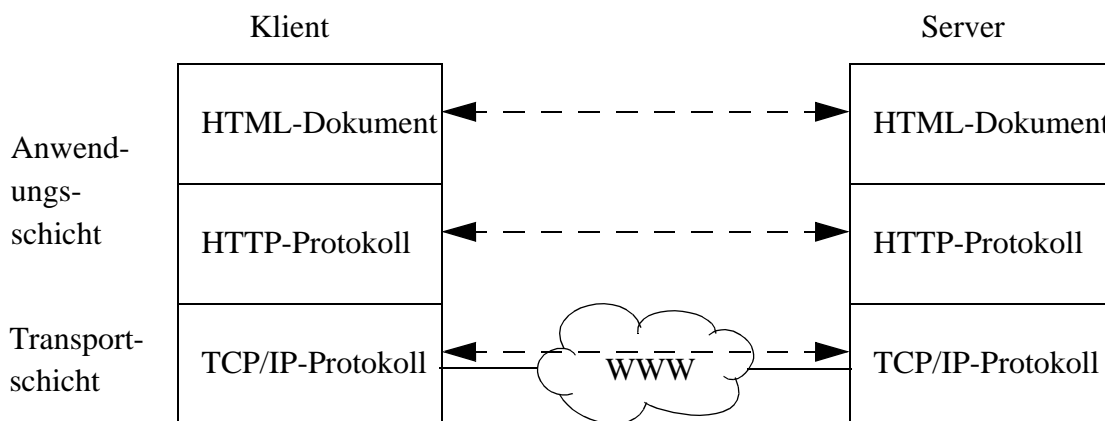 Klient Server
HTML-Dokument HTML-Dokument
Anwend-
ungs-
schicht
HTTP-Protokoll HTTP-Protokoll
Transport-
schicht
TCP/IP-Protokoll WWW TCP/IP-Protokoll